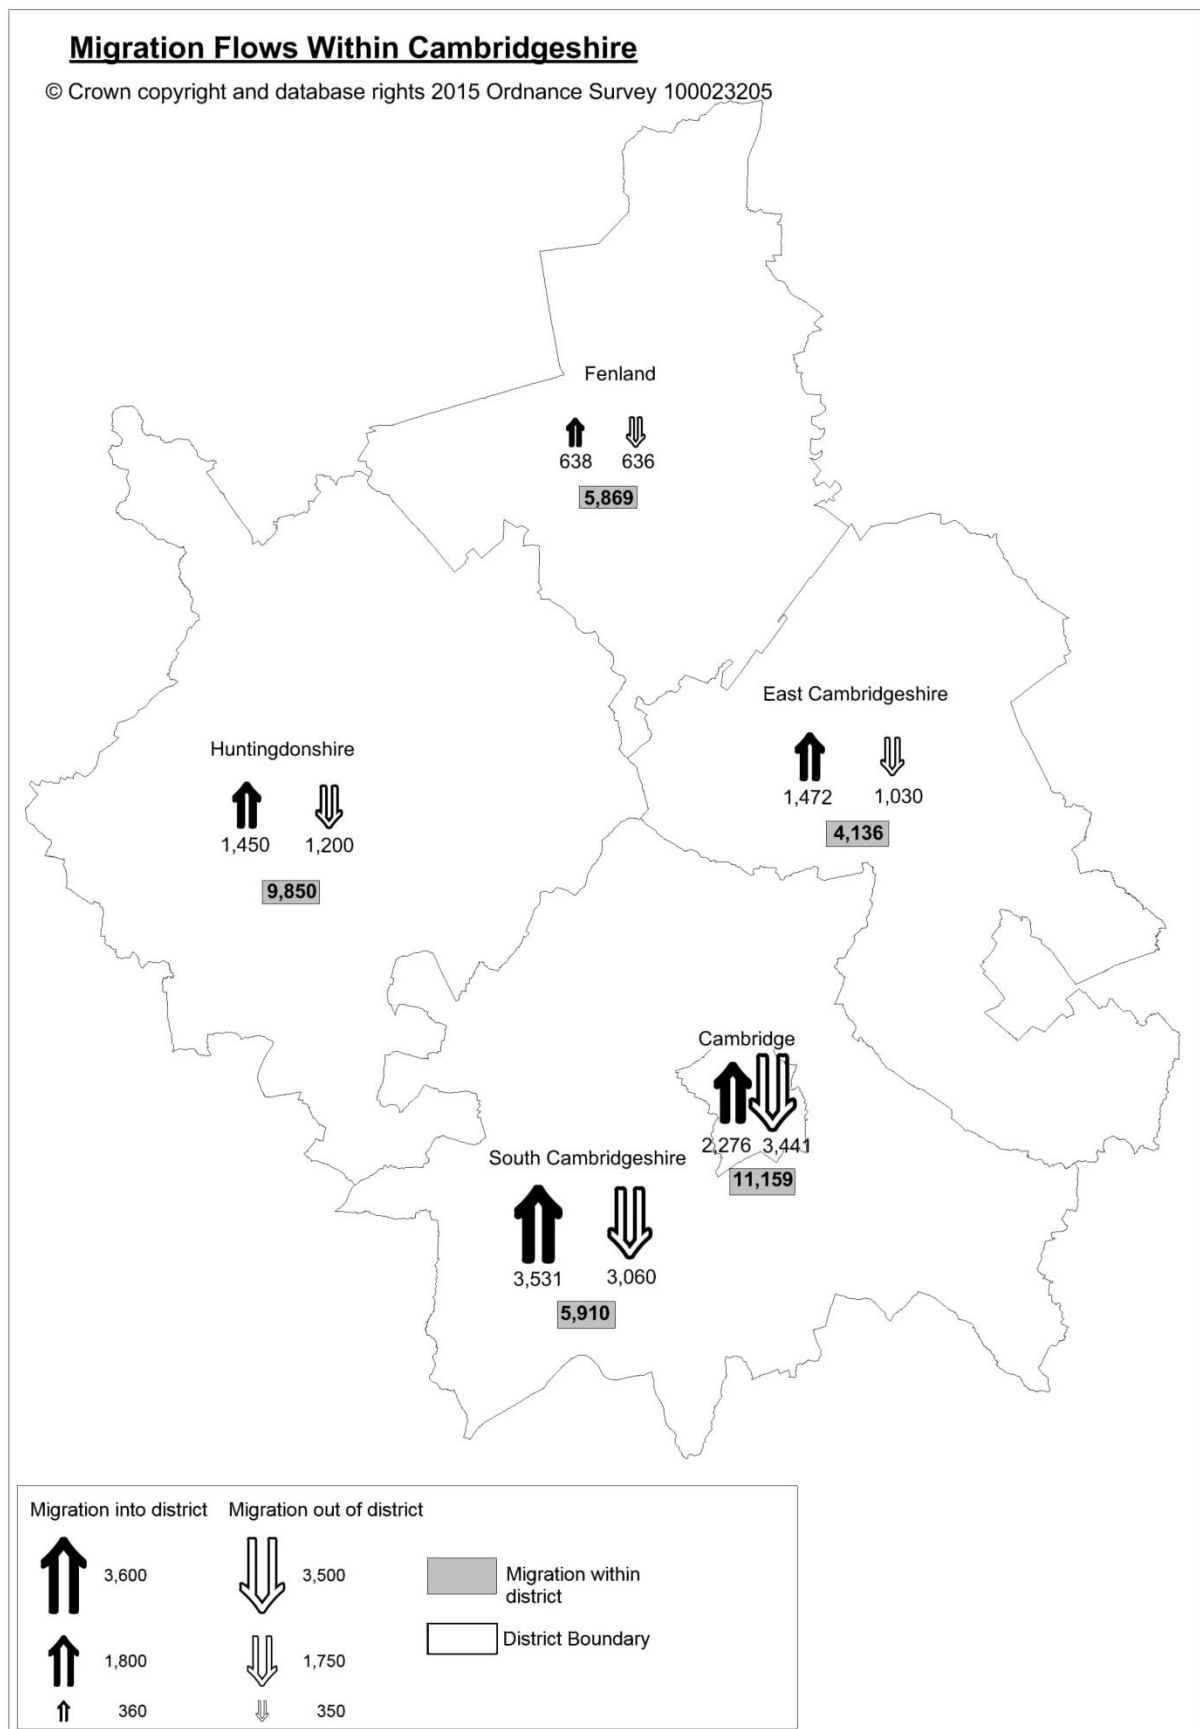 Migration Flows Within Cambridgeshire
© Crown copyright and database rights 2015 Ordnance Survey 100023205
Fenland
638 636
5,869
East Cambridgeshire
1,472 1,030
4,136
Huntingdonshire
1,450 1,200
9,850
Cambridge
2,276 3,441
11,159
South Cambridgeshire
3,531 3,060
5,910
Migration into district Migration out of district
3,600 3,500
Migration within
district
District Boundary
1,800 1,750
360 350